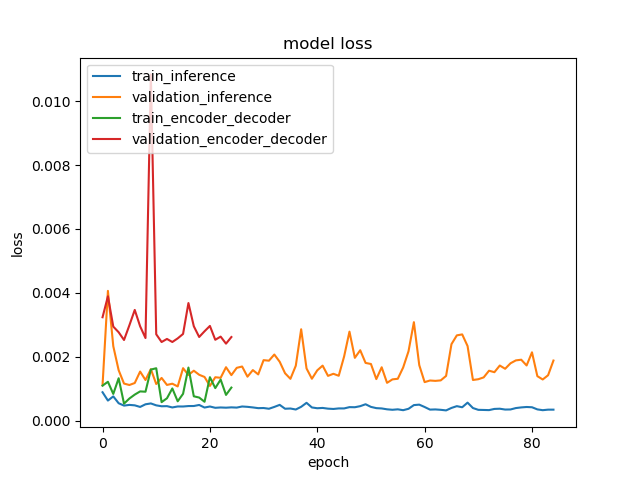 model loss
train_inference
validation_inference
train_encoder_decoder
validation_encoder_decoder
loss
0.010
0.008
0.006
0.004
0.002
0.000
0 20 40 60 80
epoch